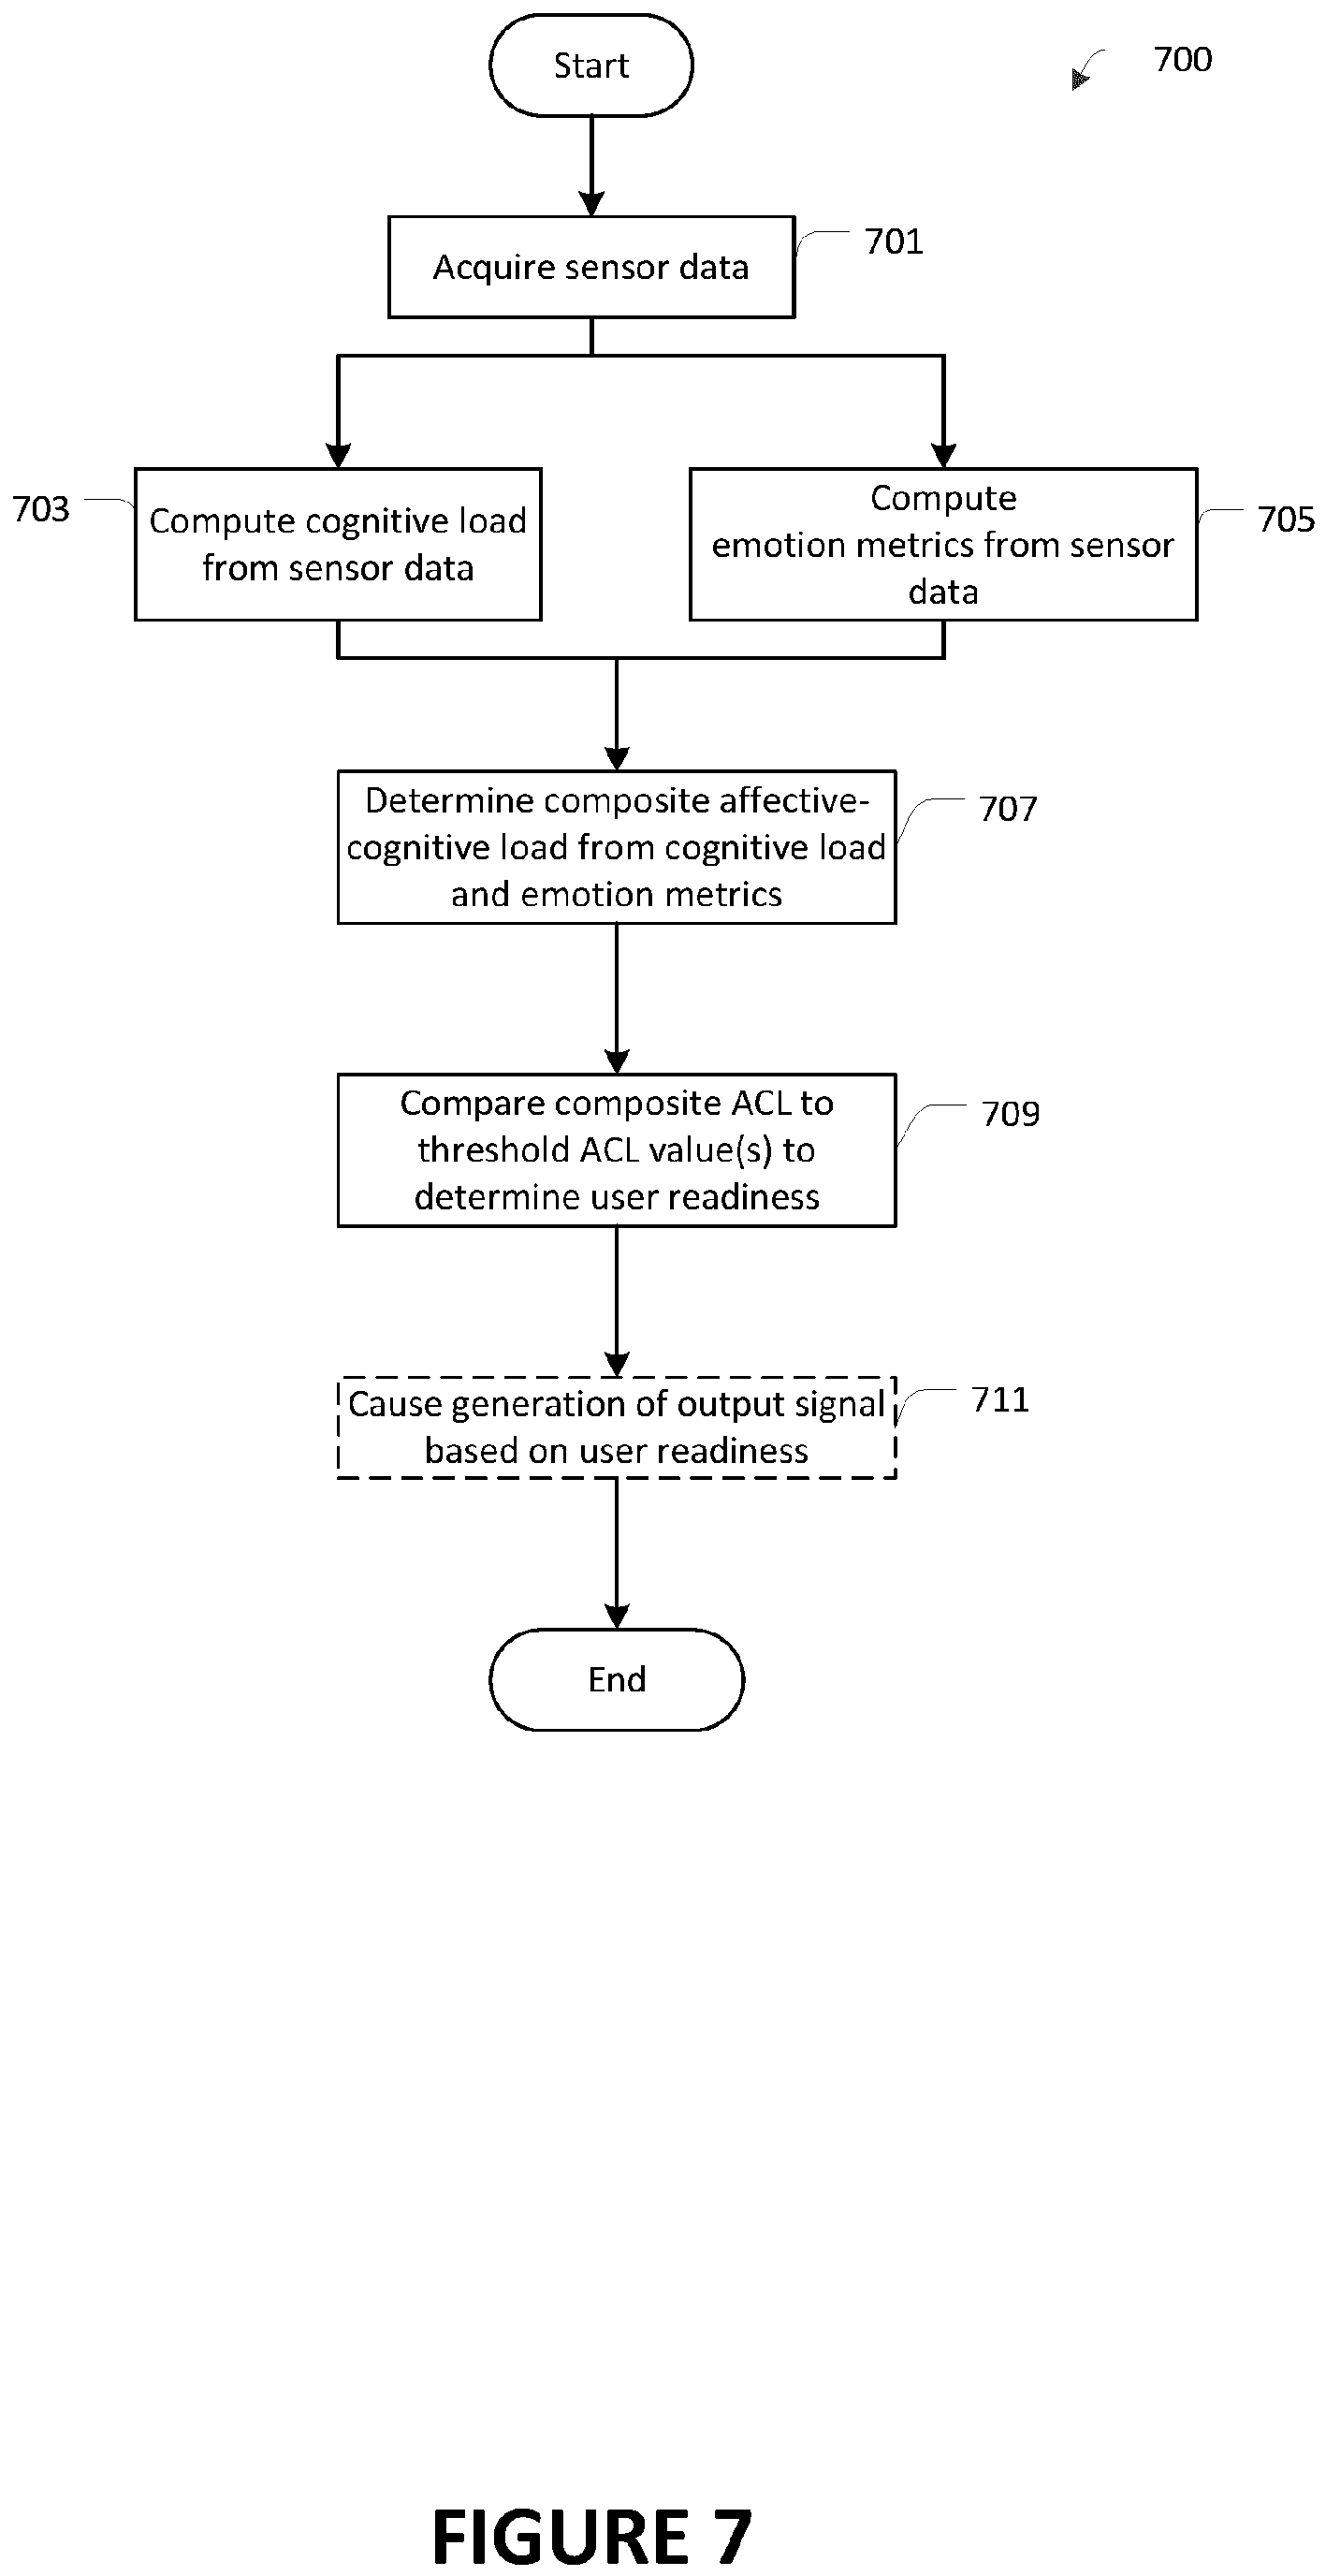 Start
700
Acquire sensor data
701
703
Compute cognitive load
from sensor data
Compute
emotion metrics from sensor
data
705
Determine composite affective-
cognitive load from cognitive load
and emotion metrics
707
Compare composite ACL to
threshold ACL value(s) to
determine user readiness
709
Cause generation of output signal
based on user readiness
711
End
FIGURE 7